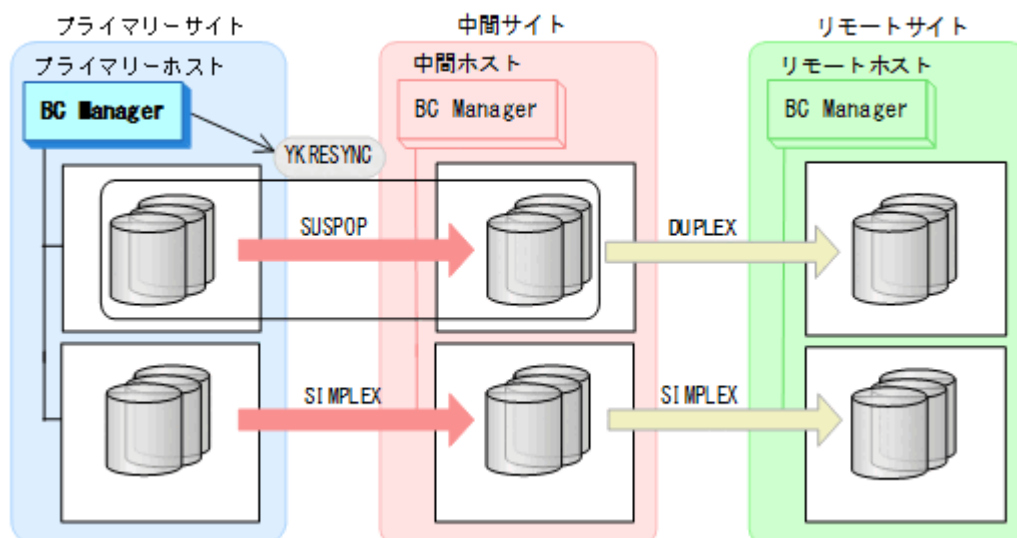 プライマリーサイト
中間サイト
リモートサイト
プライマリーホスト
中間ホスト
リモートホスト
BC Manager
BC Manager
BC Manager
YKRESYNC
SUSPOP
DUPLEX
SIMPLEX
SIMPLEX